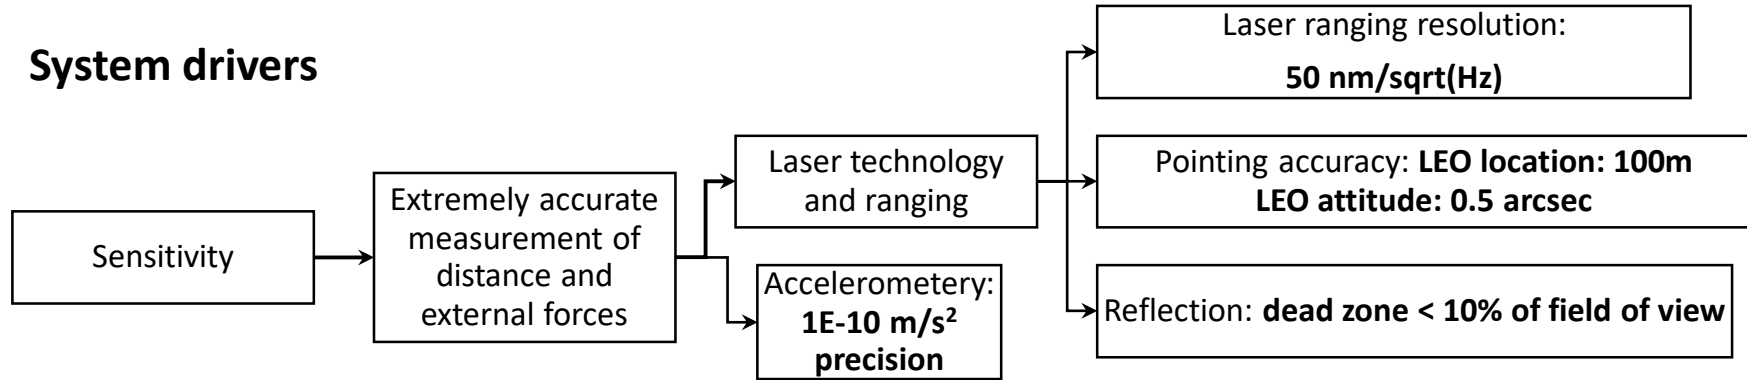 System drivers
Sensitivity
Extremely accurate
measurement of
distance and
external forces
Laser technology
and ranging
Accelerometery:
1E-10 m/s²
precision
Laser ranging resolution:
50 nm/sqrt(Hz)
Pointing accuracy: LEO location: 100m
LEO attitude: 0.5 arcsec
Reflection: dead zone < 10% of field of view